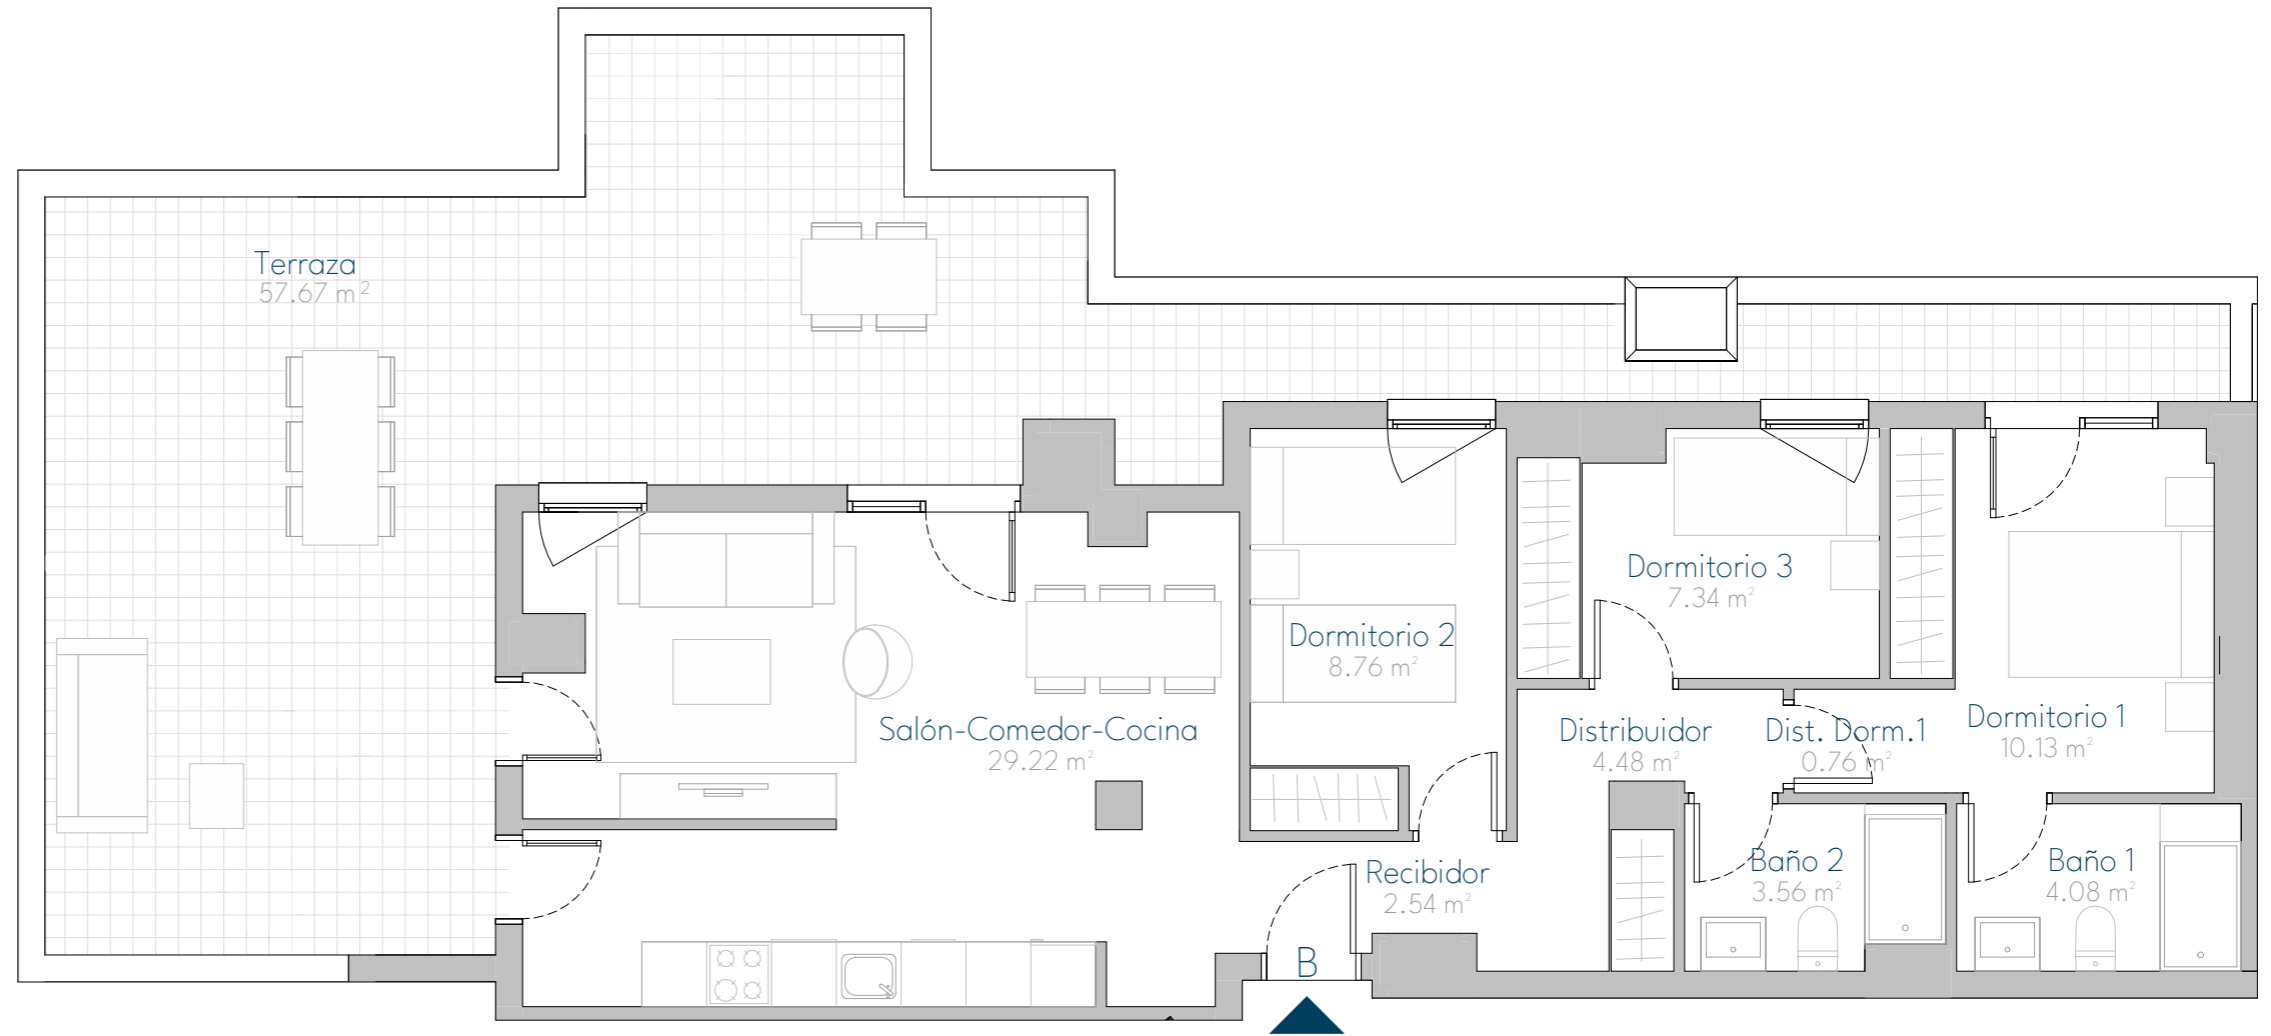 Terraza
57.67 m²
Dormitorio 3
7.34 m²
Dormitorio 2
8.76 m²
Salón-Comedor-Cocina
29.22 m²
Distribuidor
4.48 m²
Dist. Dorm.1
0.76 m²
Dormitorio 1
10.13 m²
Recibidor
2.54 m²
Baño 2
3.56 m²
Baño 1
4.08 m²
B